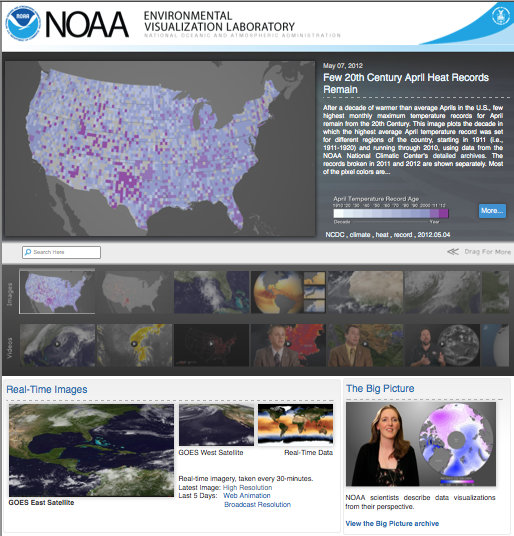 NOAA
NOAA
ENVIRONMENTAL
VISUALIZATION LABORATORY
NATIONAL OCEANIC AND ATMOSPHERIC ADMINISTRATION
May 07, 2012
Few 20th Century April Heat Records
Remain
After a decade of warmer than average Aprils in the U.S., few
highest monthly maximum temperature records for April
remain from the 20th Century. This image plots the decade in
which the highest average April temperature record was set
for different regions of the country, starting in 1911 (i.e.,
1911-1920) and running through 2010, using data from the
NOAA National Climatic Center's detailed archives. The
records broken in 2011 and 2012 are shown separately. Most
of the pixel colors are...
April Temperature Record Age
1910 '20 '30 '40 '50 '60 '70 '80 '90 2000 '11 '12
Decade Year
More...
NCDC , climate , heat , record , 2012.05.04
Search Here
Drag For More
Images
Videos
Real-Time Images
GOES East Satellite
GOES West Satellite
Real-Time Data
Real-time imagery, taken every 30-minutes.
Latest Image: High Resolution
Last 5 Days: Web Animation
Broadcast Resolution
The Big Picture
NOAA scientists describe data visualizations
from their perspective.
View the Big Picture archive